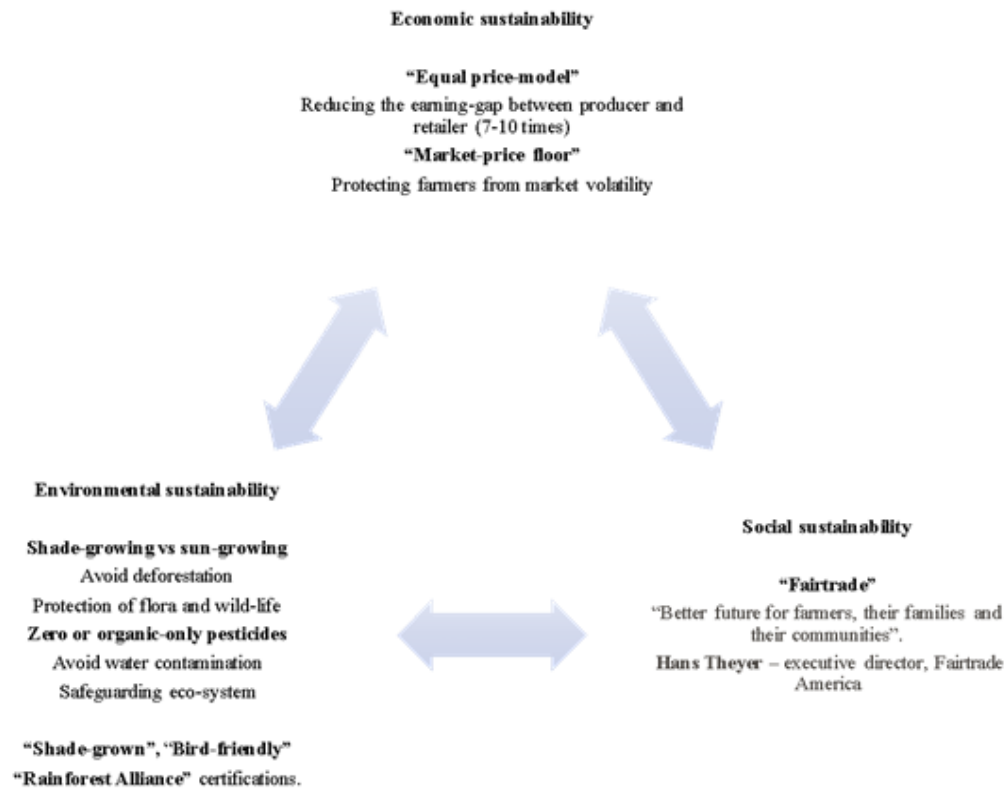 Economic sustainability
“Equal price-model”
Reducing the earning-gap between producer and
retailer (7-10 times)
“Market-price floor”
Protecting farmers from market volatility
Environmental sustainability
Shade-growing vs sun-growing
Avoid deforestation
Protection of flora and wild-life
Zero or organic-only pesticides
Avoid water contamination
Safeguarding eco-system
“Shade-grown”, “Bird-friendly”
“Rainforest Alliance” certifications.
Social sustainability
“Fairtrade”
“Better future for farmers, their families and
their communities”.
Hans Theyer – executive director, Fairtrade
America